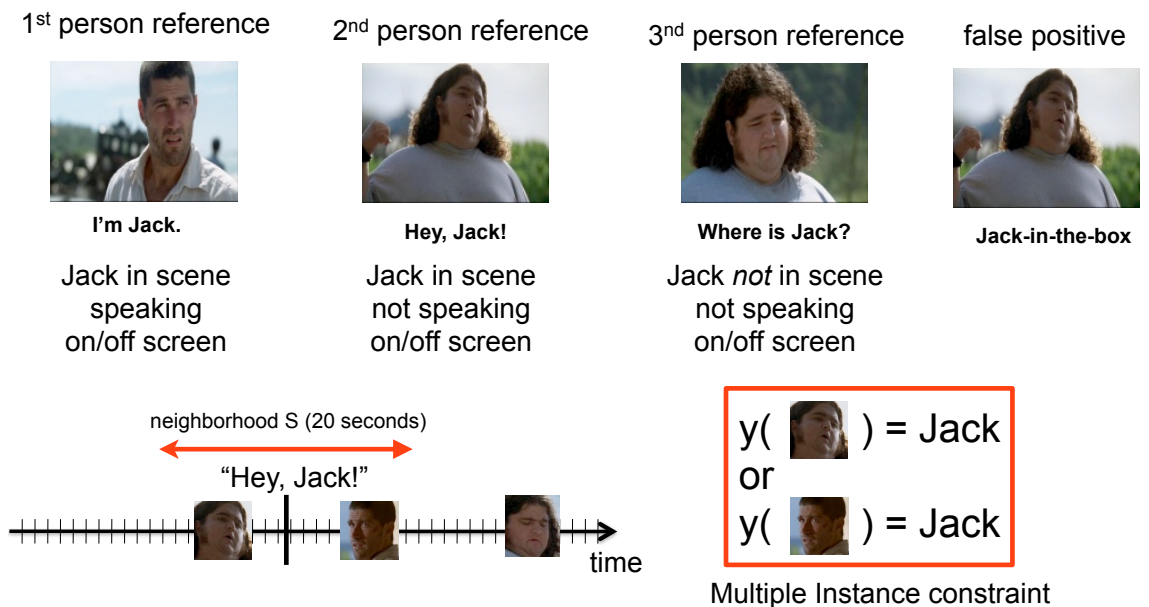 1st person reference
2nd person reference
3nd person reference
false positive
I'm Jack.
Hey, Jack!
Where is Jack?
Jack-in-the-box
Jack in scene
speaking
on/off screen
Jack in scene
not speaking
on/off screen
Jack not in scene
not speaking
on/off screen
neighborhood S (20 seconds)
“Hey, Jack!”
time
y( ) = Jack
or
y( ) = Jack
Multiple Instance constraint